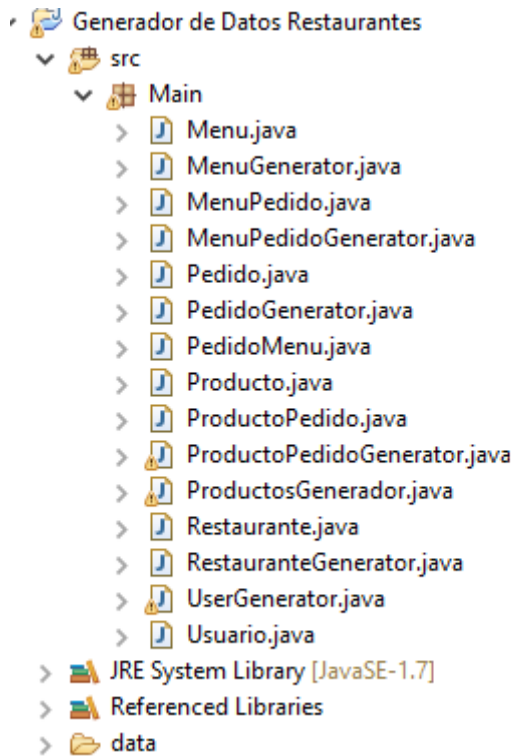 Generador de Datos Restaurantes
src
Main
Menu.java
MenuGenerator.java
MenuPedido.java
MenuPedidoGenerator.java
Pedido.java
PedidoGenerator.java
PedidoMenu.java
Producto.java
ProductoPedido.java
ProductoPedidoGenerator.java
ProductosGenerador.java
Restaurante.java
RestauranteGenerator.java
UserGenerator.java
Usuario.java
JRE System Library [JavaSE-1.7]
Referenced Libraries
data